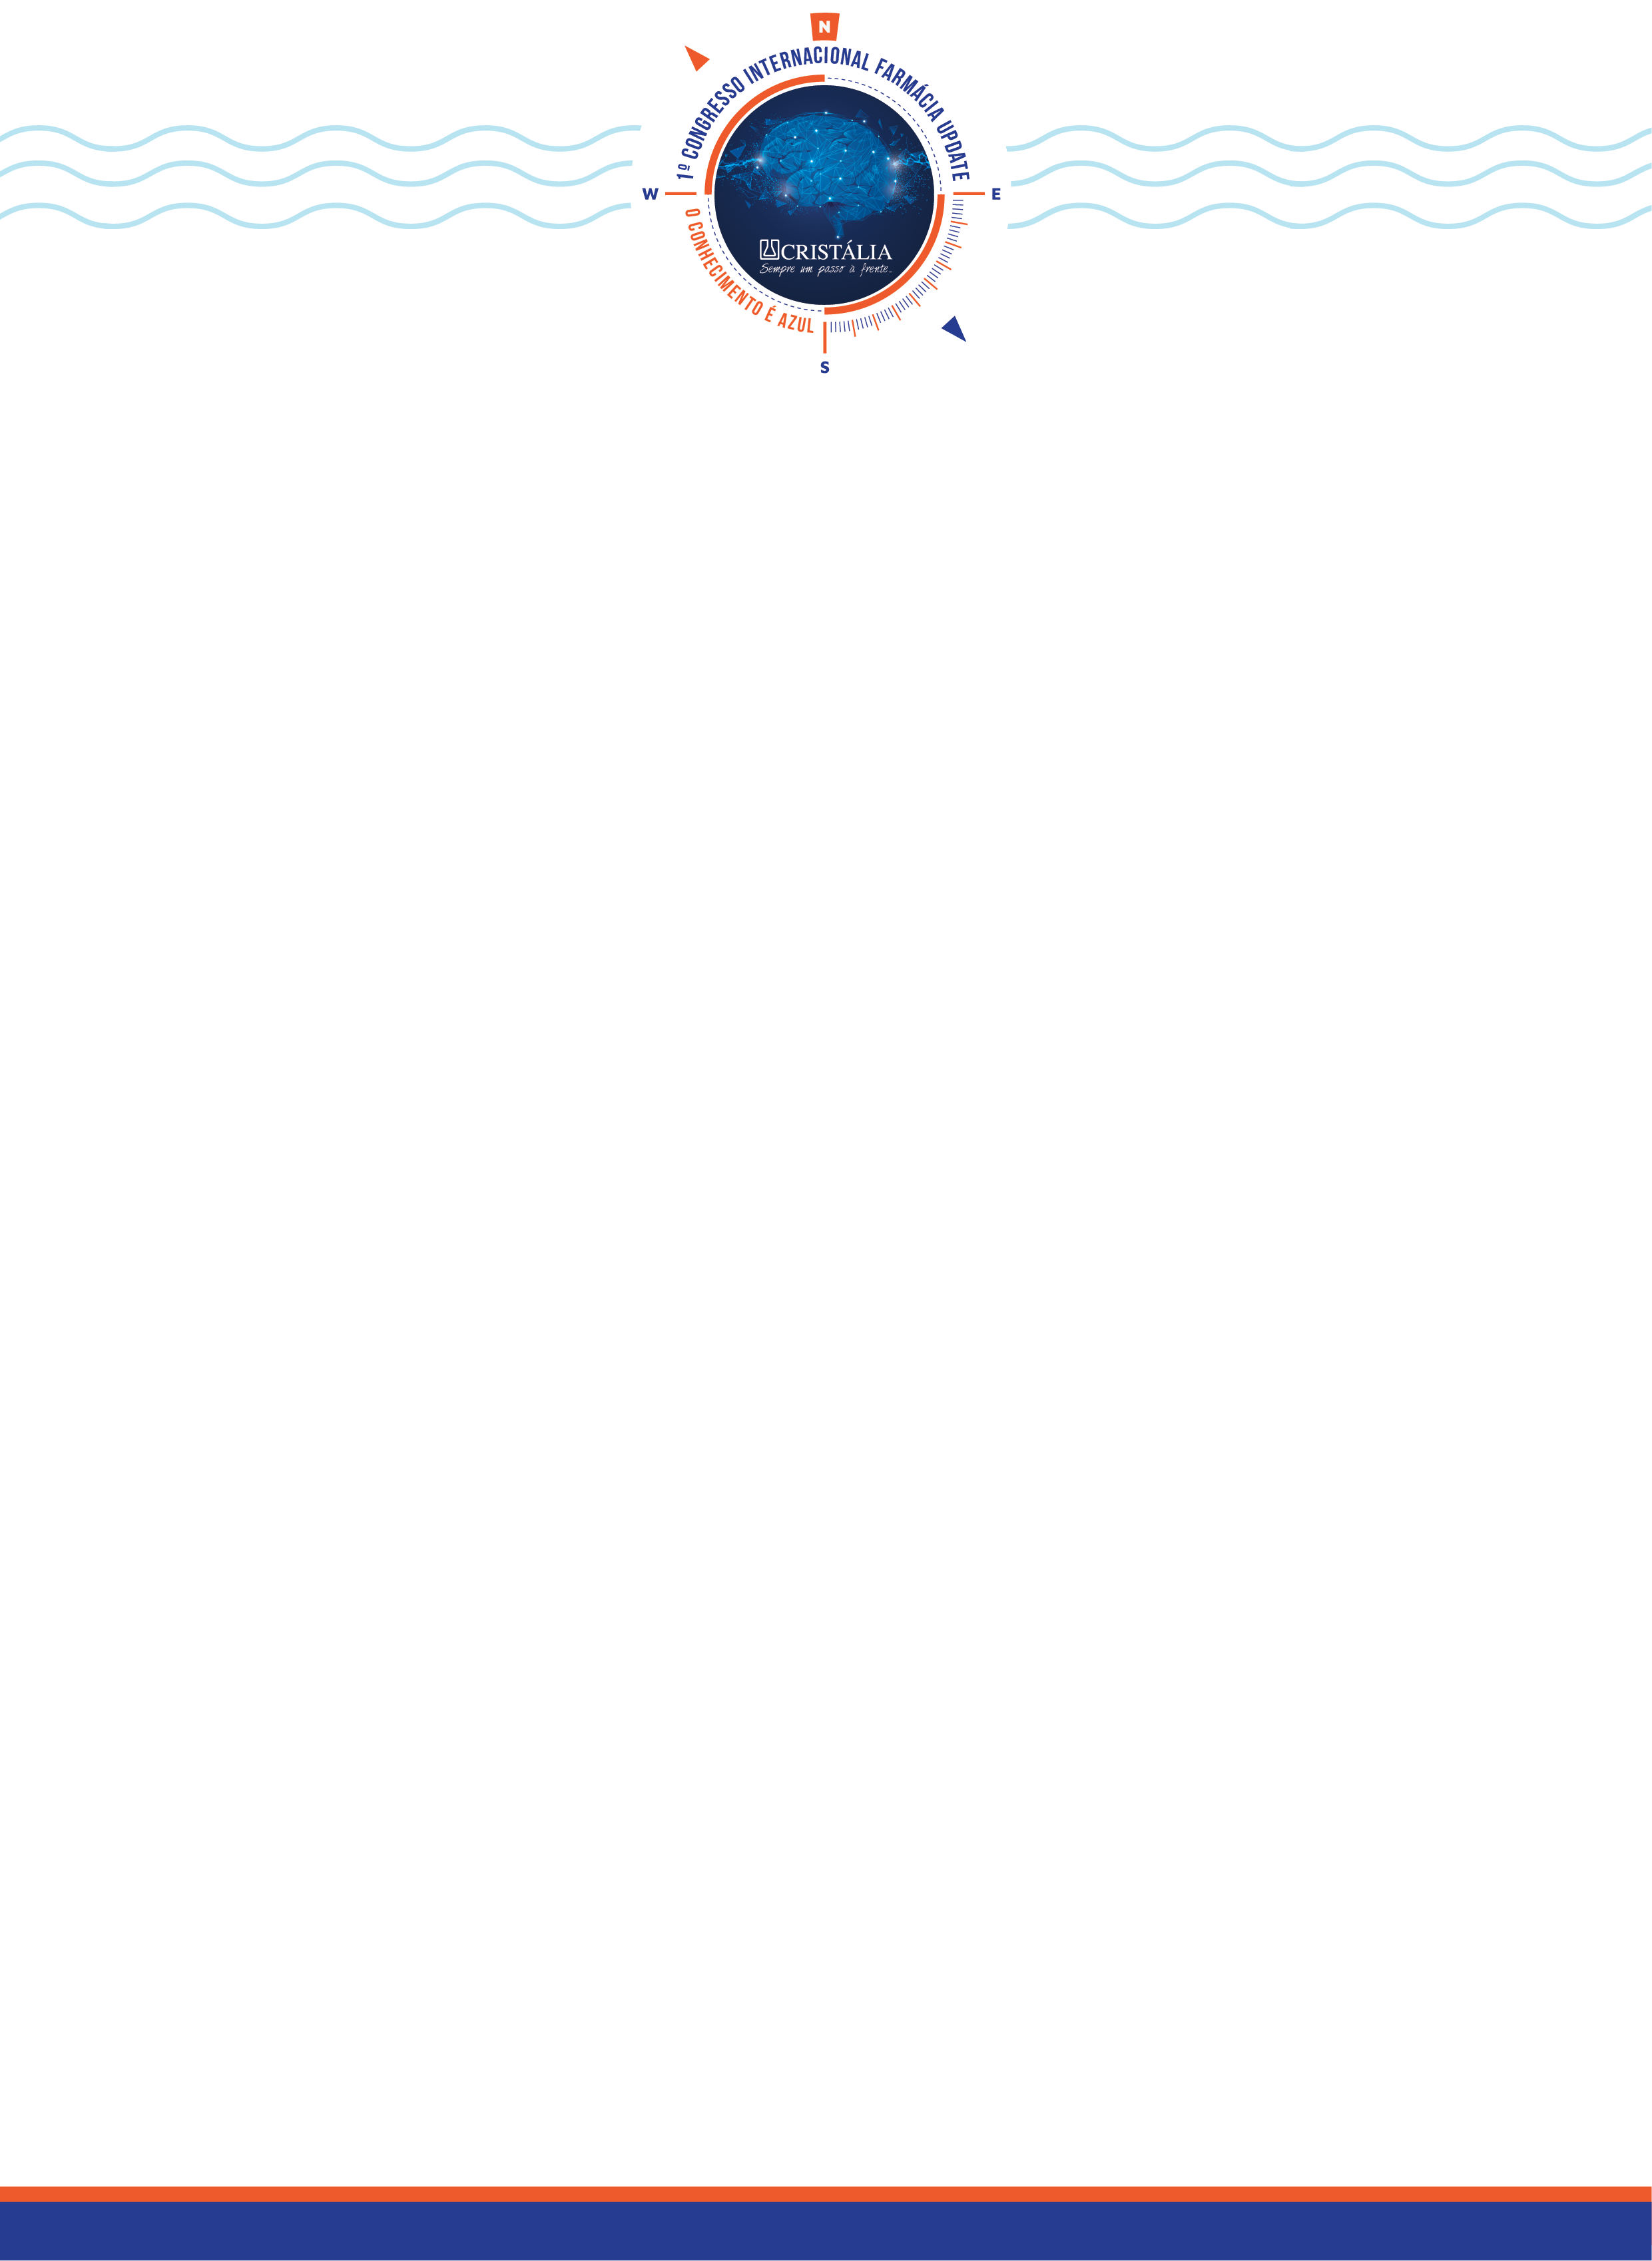 N
1º CONGRESSO INTERNACIONAL FARMÁCIA UPDATE
W
E
CRISTÁLIA
Sempre um passo à frente...
O CONHECIMENTO É AZUL
S